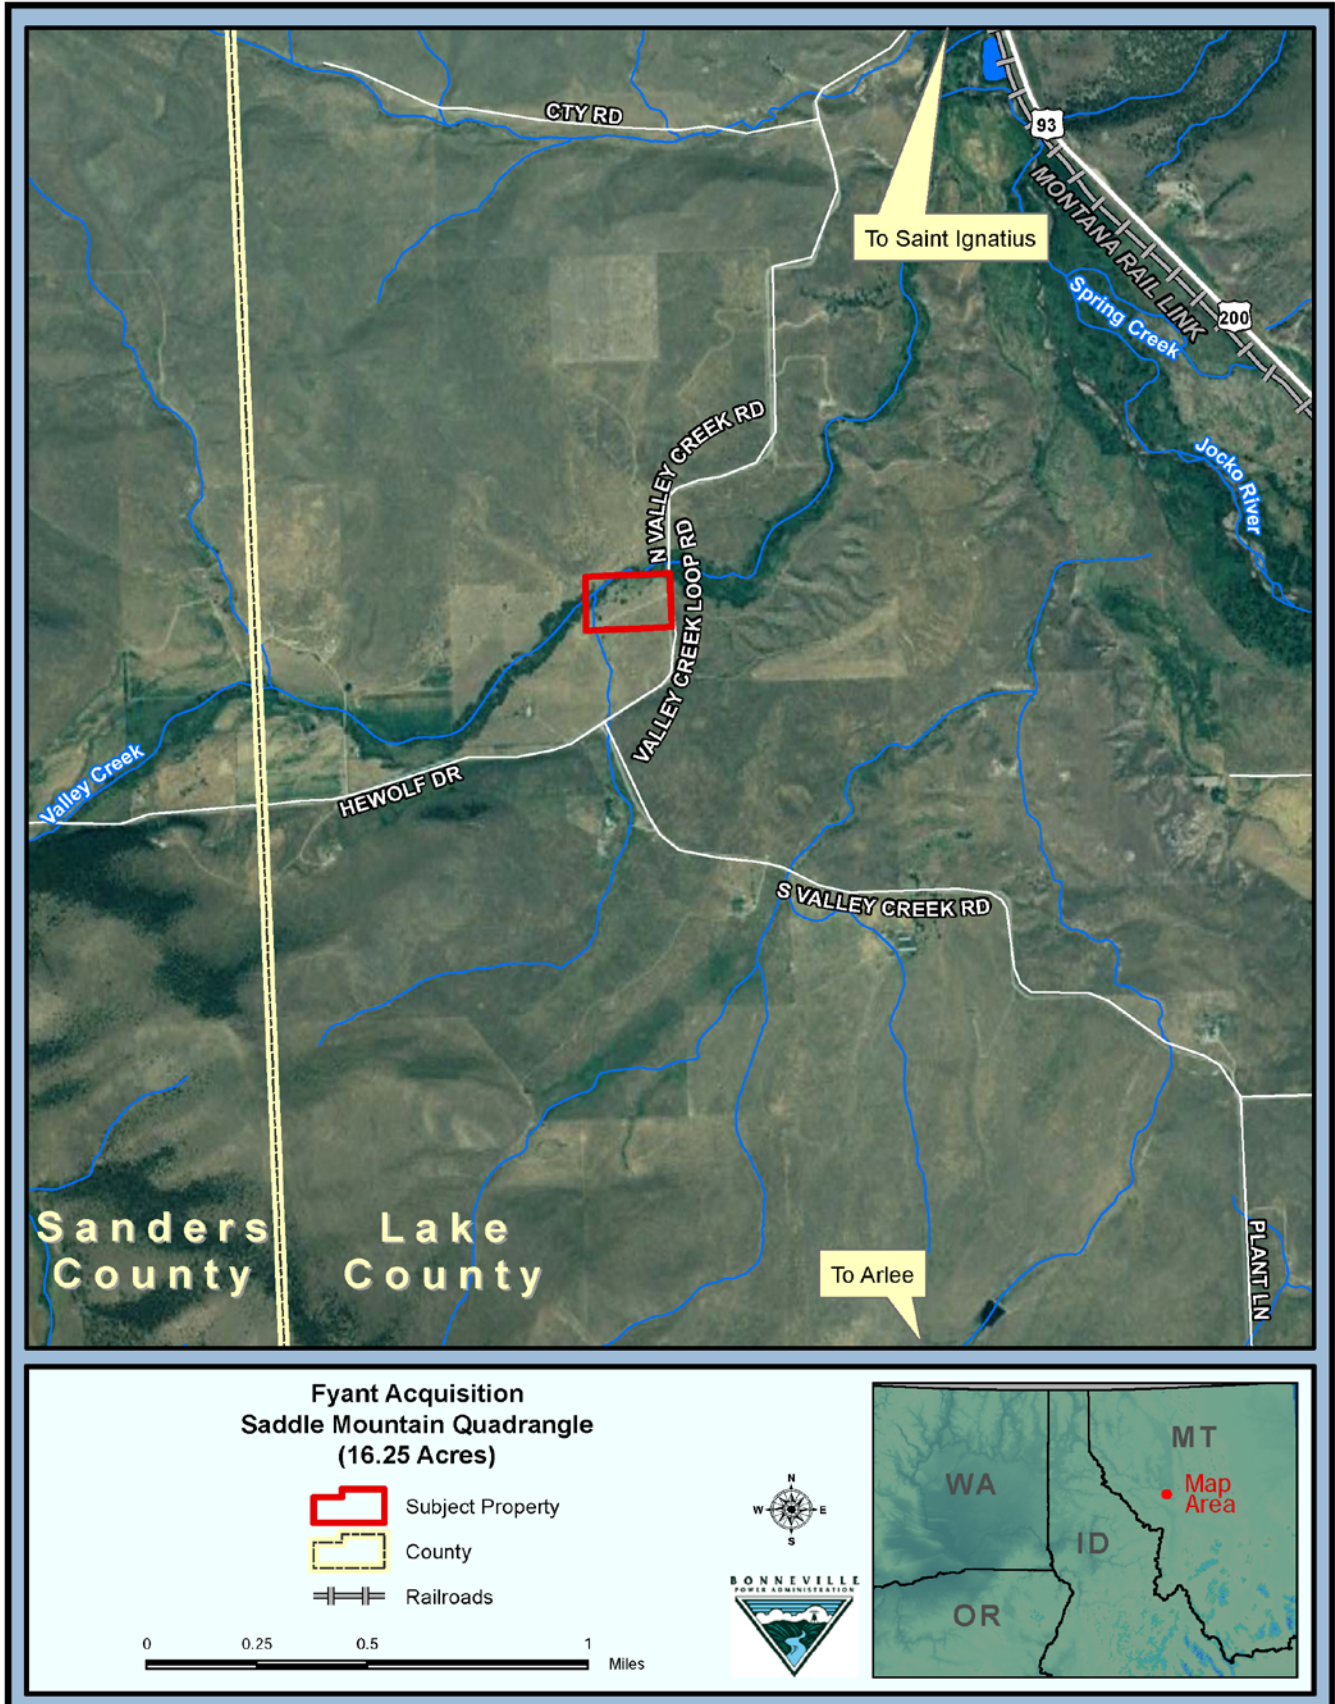 CTY RD
93
MONTANA RAIL LINK
To Saint Ignatius
Spring Creek
200
N VALLEY CREEK RD
Jocko River
VALLEY CREEK LOOP RD
Valley Creek
HEWOLF DR
S VALLEY CREEK RD
Sanders
County
Lake
County
To Arlee
PLANT LN
Fyant Acquisition
Saddle Mountain Quadrangle
(16.25 Acres)
Subject Property
County
Railroads
0 0.25 0.5 1
Miles
N
W E
S
BONNEVILLE
POWER ADMINISTRATION
WA
MT
Map
Area
ID
OR